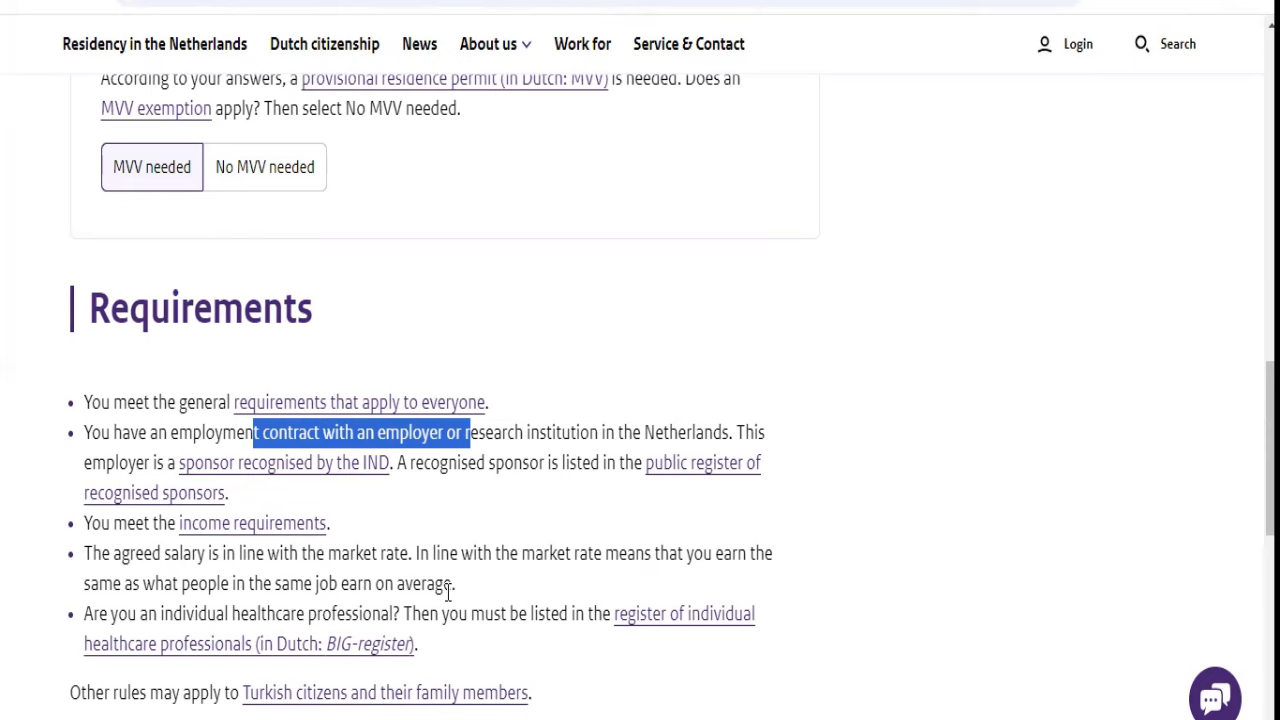 Residency in the Netherlands Dutch citizenship News About us Work for Service & Contact Login Search
According to your answers, a provisional residence permit (in Dutch: MVV) is needed. Does an
MVV exemption apply? Then select No MVV needed.
MVV needed No MVV needed
Requirements
• You meet the general requirements that apply to everyone.
• You have an employment contract with an employer or research institution in the Netherlands. This
employer is a sponsor recognised by the IND. A recognised sponsor is listed in the public register of
recognised sponsors.
• You meet the income requirements.
• The agreed salary is in line with the market rate. In line with the market rate means that you earn the
same as what people in the same job earn on average.
• Are you an individual healthcare professional? Then you must be listed in the register of individual
healthcare professionals (in Dutch: BIG-register).
Other rules may apply to Turkish citizens and their family members.